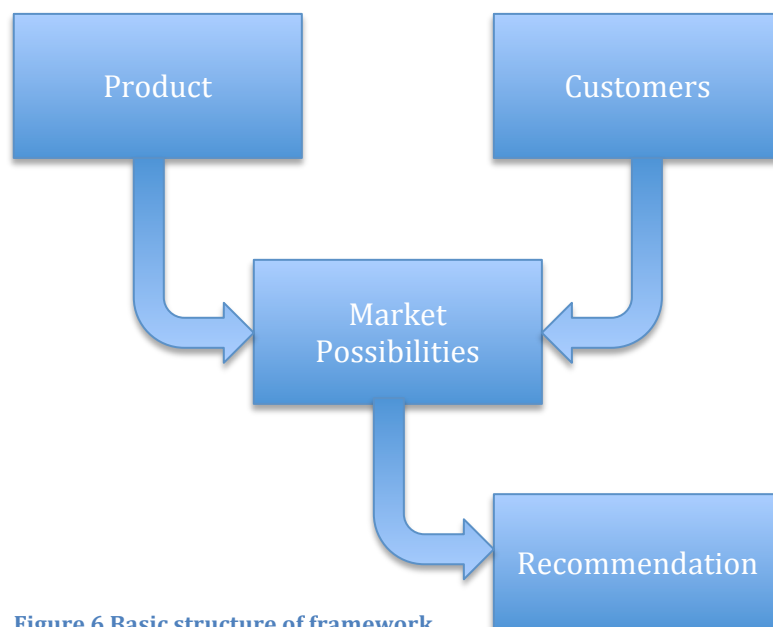 Product
Customers
Market
Possibilities
Recommendation
Figure 6 Basic structure of framework